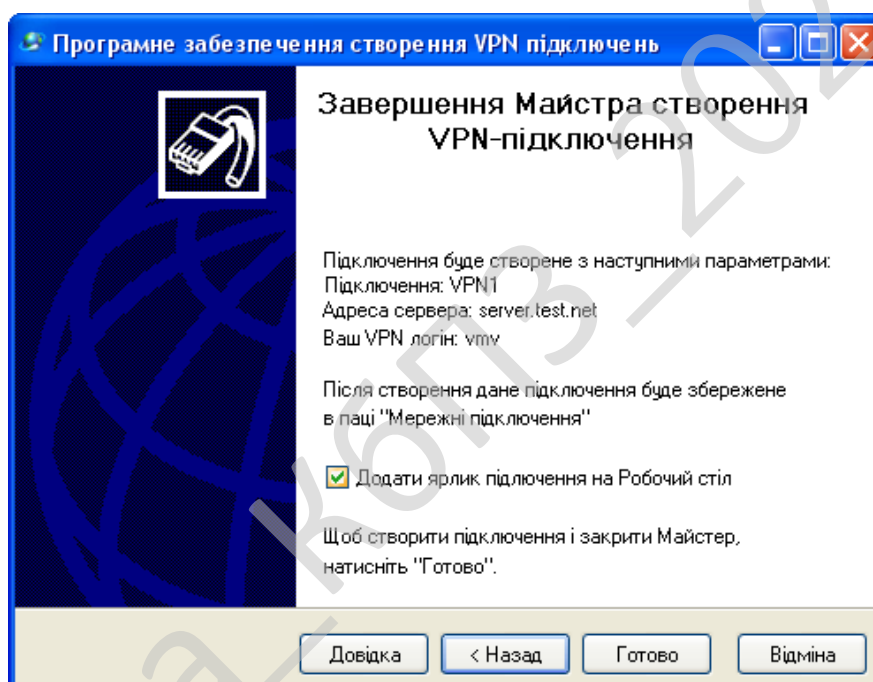 Програмне забезпечення створення VPN підключень
Завершення Майстра створення
VPN-підключення
Підключення буде створене з наступними параметрами:
Підключення: VPN1
Адреса сервера: server.test.net
Ваш VPN логін: vmv
Після створення дане підключення буде збережене
в паці "Мережні підключення"
Додати ярлик підлючення на Робочий стіл
Щоб створити підключення і закрити Майстер,
натисніть "Готово".
Довідка
< Назад
Готово
Відміна